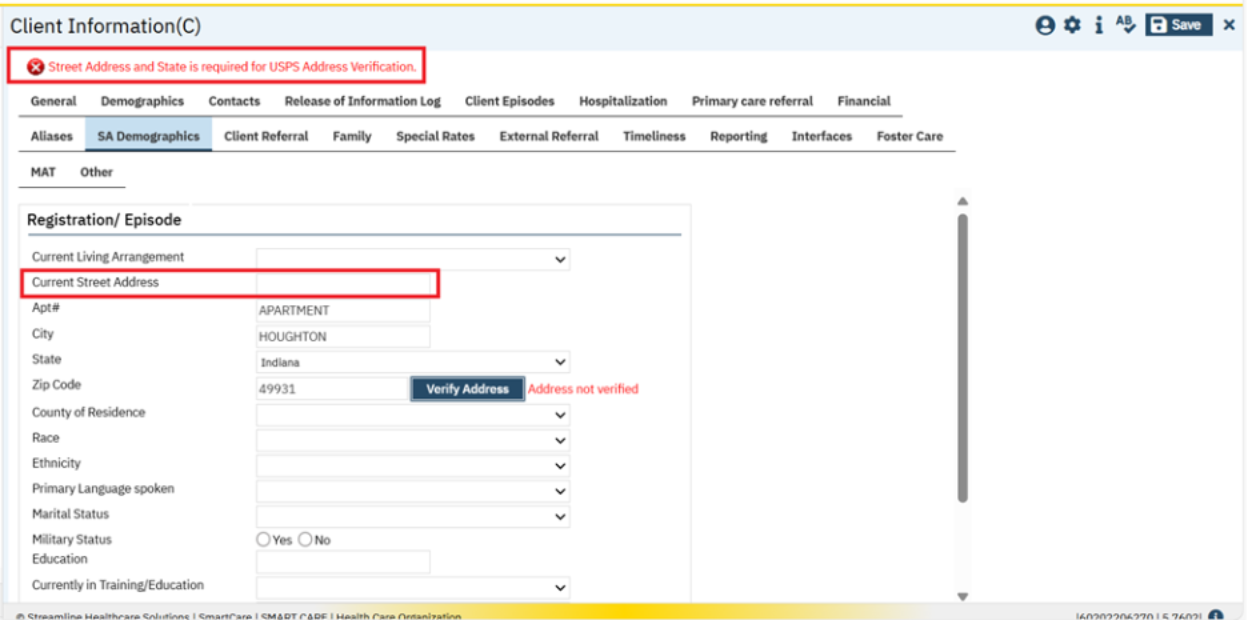 Client Information(C)
Save
Street Address and State is required for USPS Address Verification.
General Demographics Contacts Release of Information Log Client Episodes Hospitalization Primary care referral Financial
Aliases SA Demographics Client Referral Family Special Rates External Referral Timeliness Reporting Interfaces Foster Care
MAT Other
Registration/ Episode
Current Living Arrangement
Current Street Address
Apt# APARTMENT
City HOUGHTON
State Indiana
Zip Code 49931 Verify Address Address not verified
County of Residence
Race
Ethnicity
Primary Language spoken
Marital Status
Military Status Yes No
Education
Currently in Training/Education
© Streamline Healthcare Solutions | SmartCare | SMART CARE | Health Care Organization